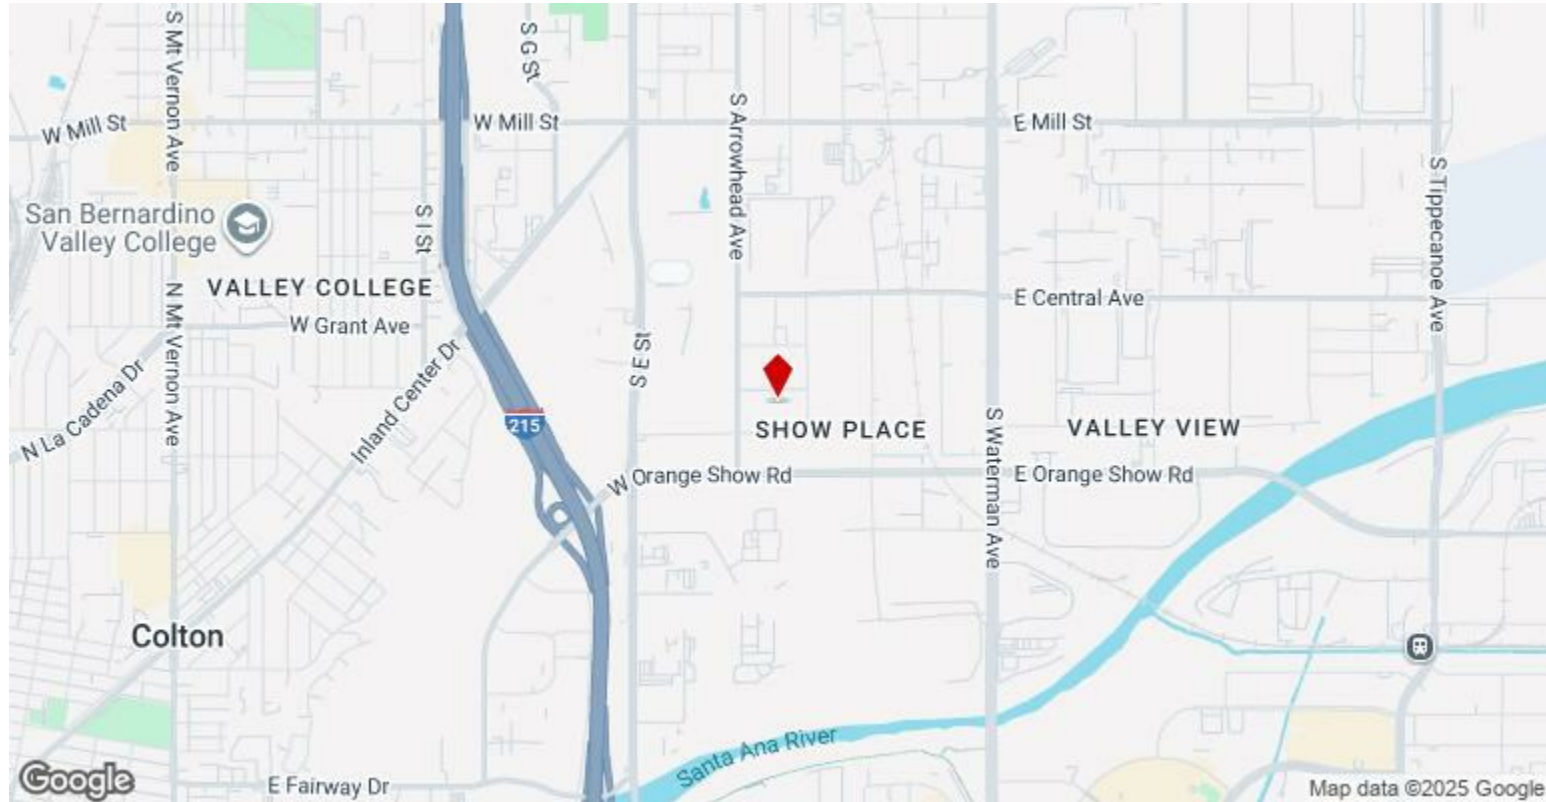 S Mt Vernon Ave
S G St
W Mill St
W Mill St
S Arrowhead Ave
E Mill St
S Tippecanoe Ave
San Bernardino
Valley College
S I St
VALLEY COLLEGE
N Mt Vernon Ave
W Grant Ave
E Central Ave
S E St
Inland Center Dr
N La Cadena Dr
215
SHOW PLACE
S Waterman Ave
VALLEY VIEW
W Orange Show Rd
E Orange Show Rd
Colton
Santa Ana River
Google
E Fairway Dr
Map data ©2025 Google